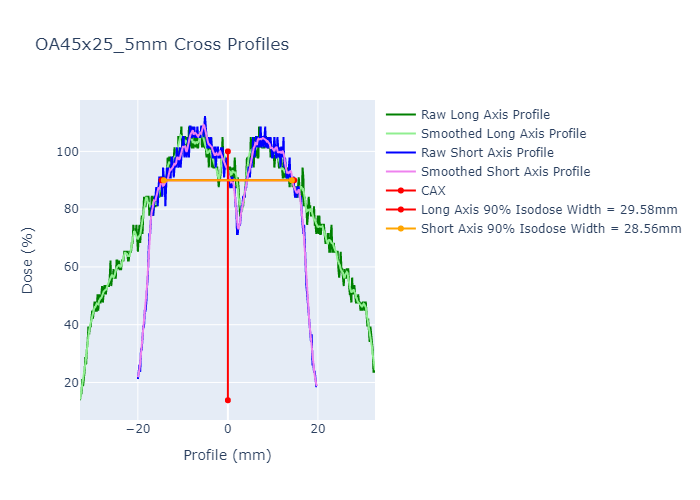 OA45x25_5mm Cross Profiles
Raw Long Axis Profile
Smoothed Long Axis Profile
Raw Short Axis Profile
Smoothed Short Axis Profile
CAX
Long Axis 90% Isodose Width = 29.58mm
Short Axis 90% Isodose Width = 28.56mm
Dose (%)
100
80
60
40
20
−20
0
20
Profile (mm)